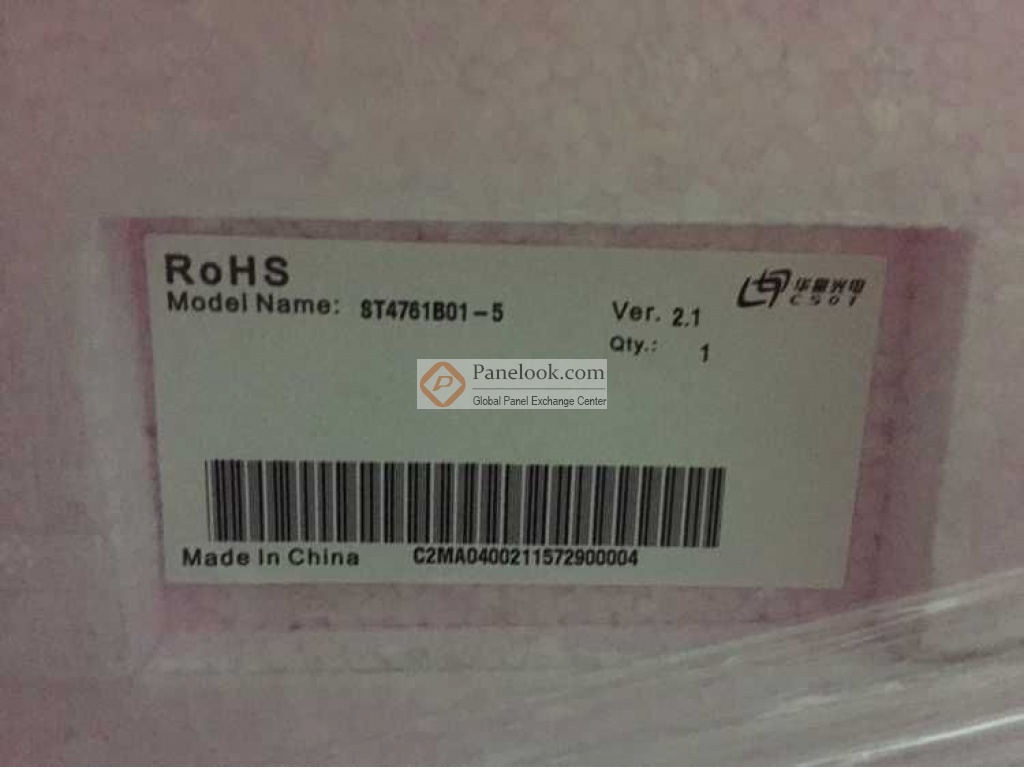 RoHS
Model Name: ST4761B01-5
Ver. 2.1
Qty.: 1
华星光电
CSOT
Panelook.com
Global Panel Exchange Center
Made In China
C2MA0400211572900004